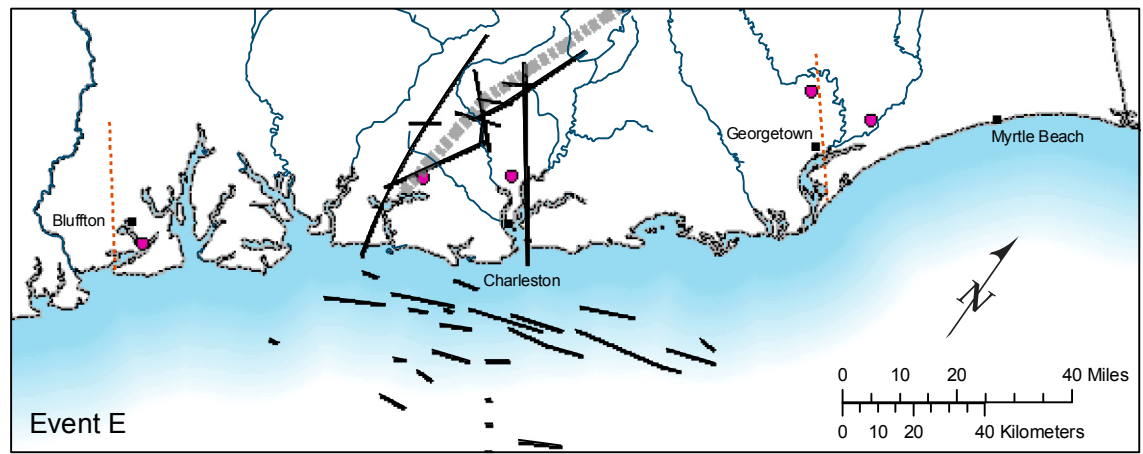 Georgetown
Myrtle Beach
Bluffton
Charleston
N
0 10 20 40 Miles
0 10 20 40 Kilometers
Event E